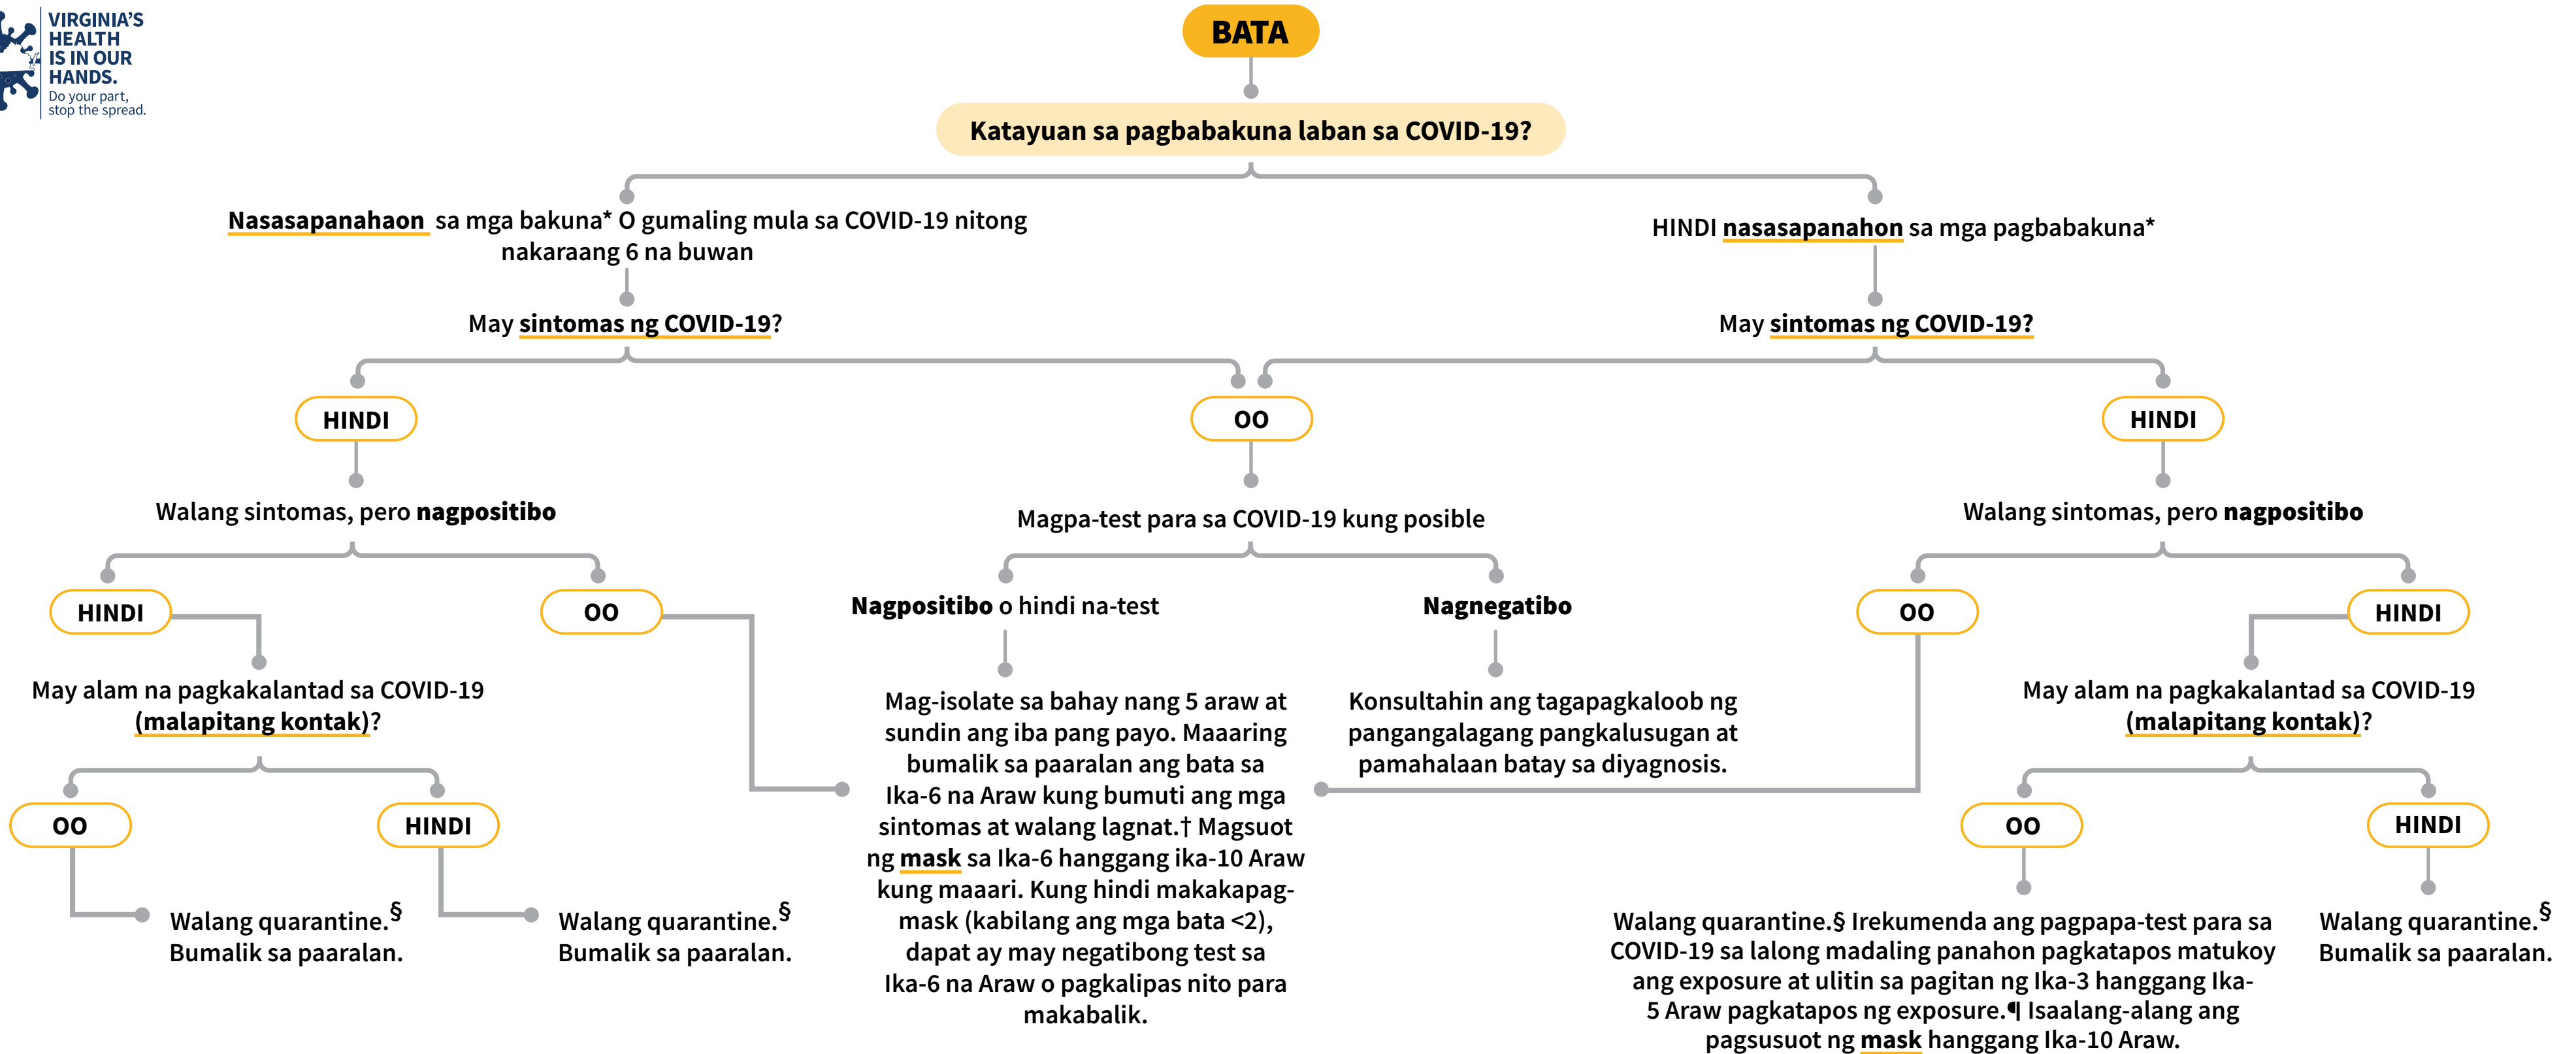 VIRGINIA'S
HEALTH
IS IN OUR
HANDS.
Do your part,
stop the spread.
BATA
Katayuan sa pagbabakuna laban sa COVID-19?
Nasasapanahaon sa mga bakuna* O gumaling mula sa COVID-19 nitong
nakaraang 6 na buwan
HINDI nasasapanahon sa mga pagbabakuna*
May sintomas ng COVID-19?
May sintomas ng COVID-19?
HINDI
OO
HINDI
Walang sintomas, pero nagpositibo
Magpa-test para sa COVID-19 kung posible
Walang sintomas, pero nagpositibo
HINDI
OO
Nagpositibo o hindi na-test
Nagnegatibo
OO
HINDI
May alam na pagkakalantad sa COVID-19
(malapitang kontak)?
Mag-isolate sa bahay nang 5 araw at
sundin ang iba pang payo. Maaaring
bumalik sa paaralan ang bata sa
Ika-6 na Araw kung bumuti ang mga
sintomas at walang lagnat.† Magsuot
ng mask sa Ika-6 hanggang ika-10 Araw
kung maaari. Kung hindi makakapag-
mask (kabilang ang mga bata <2),
dapat ay may negatibong test sa
Ika-6 na Araw o pagkalipas nito para
makabalik.
Konsultahin ang tagapagkaloob ng
pangangalagang pangkalusugan at
pamahalaan batay sa diyagnosis.
May alam na pagkakalantad sa COVID-19
(malapitang kontak)?
OO
HINDI
OO
HINDI
Walang quarantine.§
Bumalik sa paaralan.
Walang quarantine.§
Bumalik sa paaralan.
Walang quarantine.§ Irekumenda ang pagpapa-test para sa
COVID-19 sa lalong madaling panahon pagkatapos matukoy
ang exposure at ulitin sa pagitan ng Ika-3 hanggang Ika-
5 Araw pagkatapos ng exposure.¶ Isaalang-alang ang
pagsusuot ng mask hanggang Ika-10 Araw.
Walang quarantine.§
Bumalik sa paaralan.